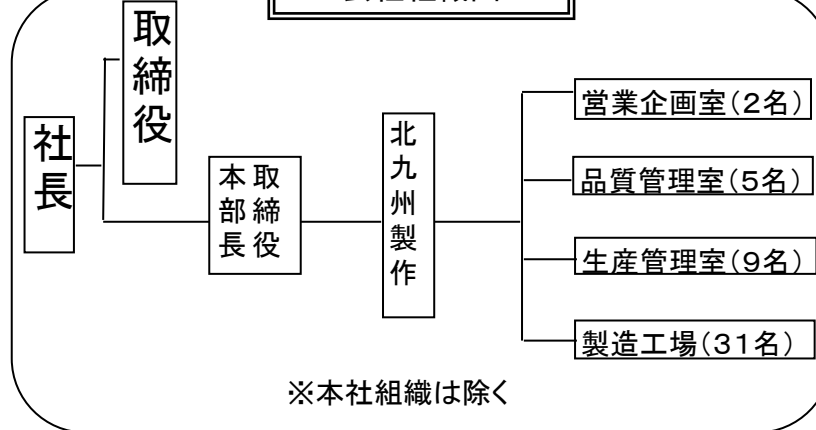 取締役
社長
取締役
本部長
北九州製作
営業企画室(2名)
品質管理室(5名)
生産管理室(9名)
製造工場(31名)
※本社組織は除く